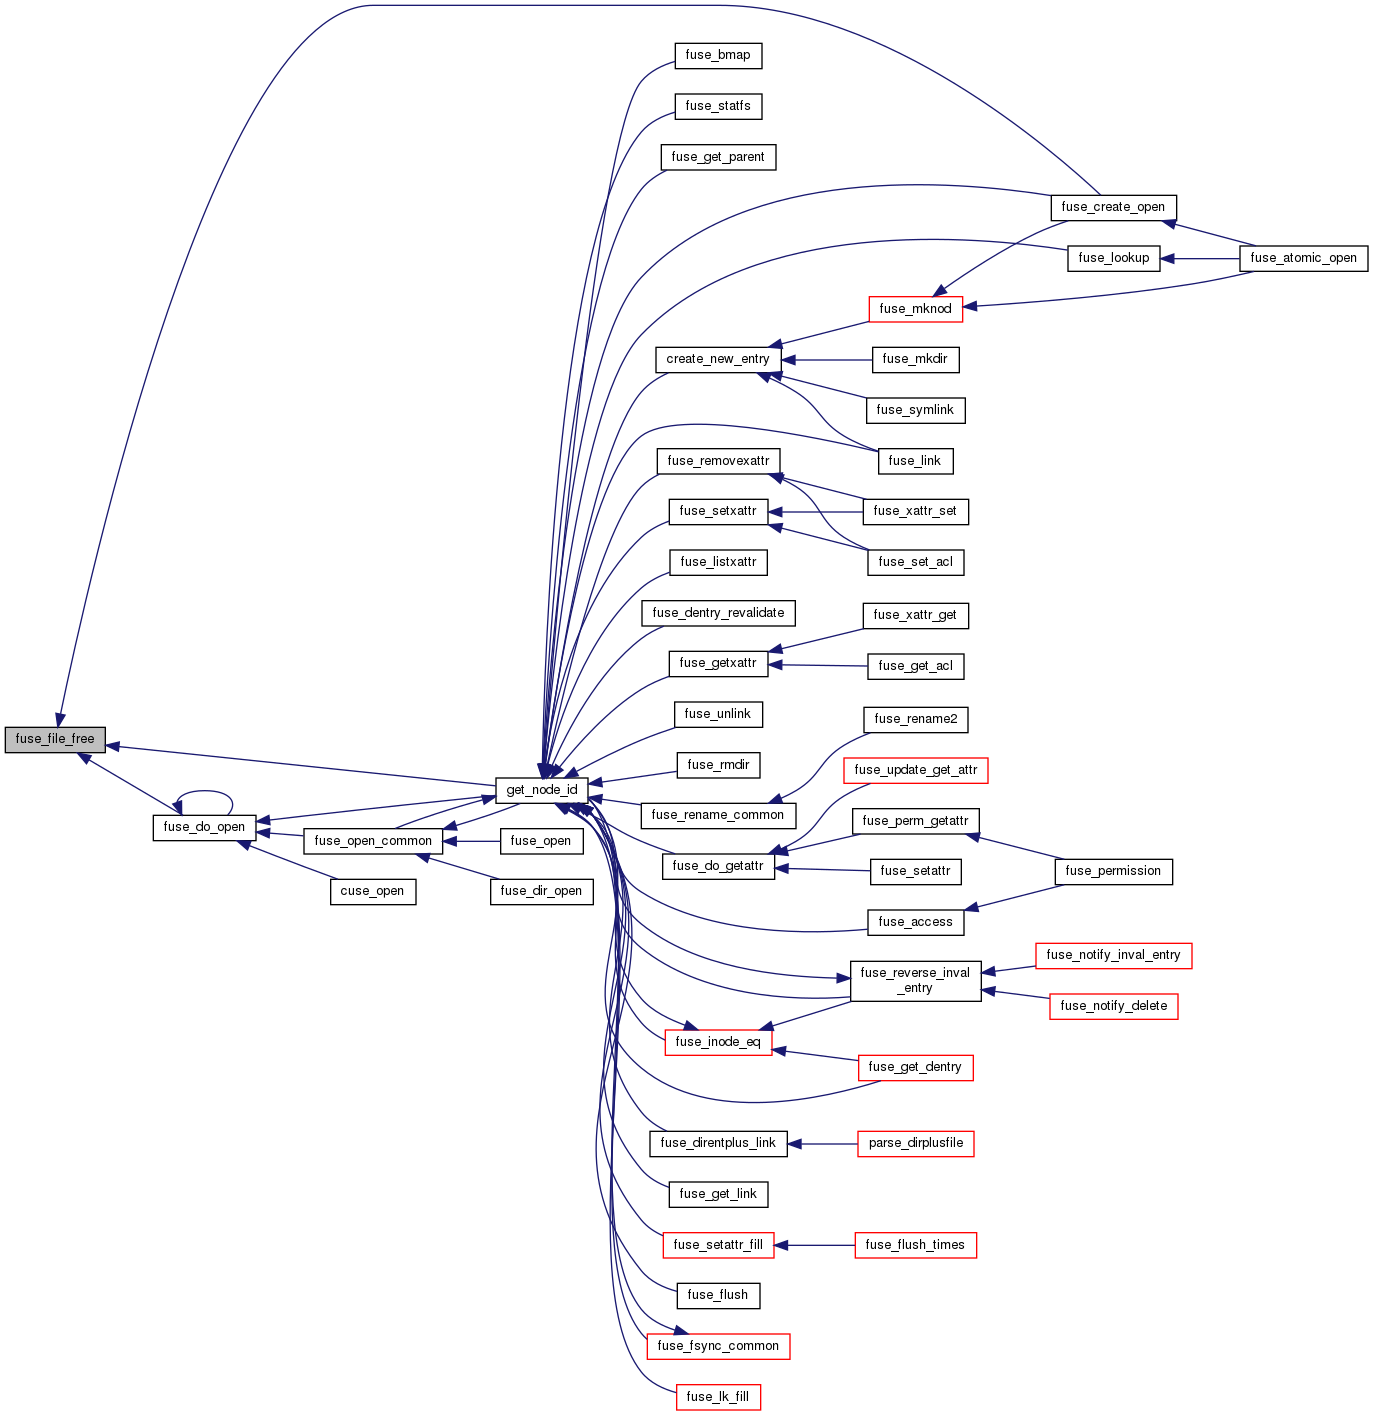 fuse_bmap
fuse_statfs
fuse_get_parent
fuse_create_open
fuse_lookup
fuse_atomic_open
fuse_mknod
create_new_entry
fuse_mkdir
fuse_symlink
fuse_link
fuse_removexattr
fuse_setxattr
fuse_xattr_set
fuse_listxattr
fuse_set_acl
fuse_dentry_revalidate
fuse_xattr_get
fuse_getxattr
fuse_get_acl
fuse_unlink
fuse_rename2
fuse_file_free
fuse_rmdir
fuse_update_get_attr
get_node_id
fuse_rename_common
fuse_perm_getattr
fuse_do_open
fuse_open_common
fuse_open
fuse_do_getattr
fuse_setattr
fuse_permission
cuse_open
fuse_dir_open
fuse_access
fuse_reverse_inval
_entry
fuse_notify_inval_entry
fuse_notify_delete
fuse_inode_eq
fuse_get_dentry
fuse_direntplus_link
parse_dirplusfile
fuse_get_link
fuse_setattr_fill
fuse_flush_times
fuse_flush
fuse_fsync_common
fuse_lk_fill